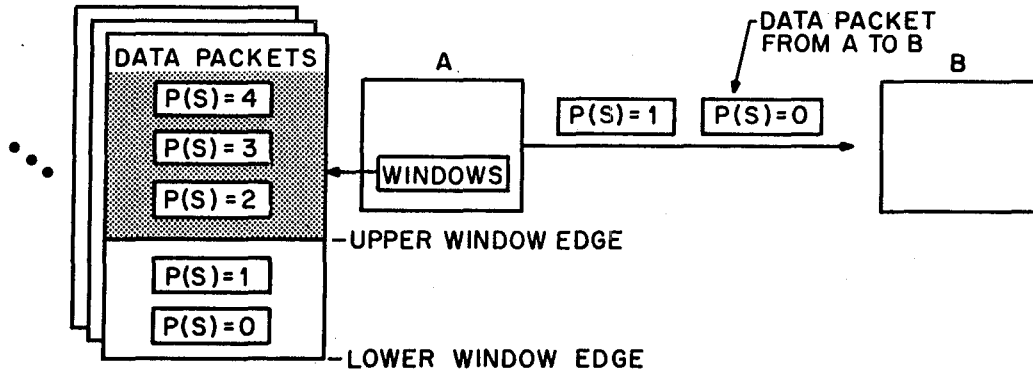 DATA PACKETS
P(S)=4
P(S)=3
P(S)=2
P(S)=1
P(S)=0
UPPER WINDOW EDGE
LOWER WINDOW EDGE
A
WINDOWS
DATA PACKET
FROM A TO B
P(S)=1
P(S)=0
B